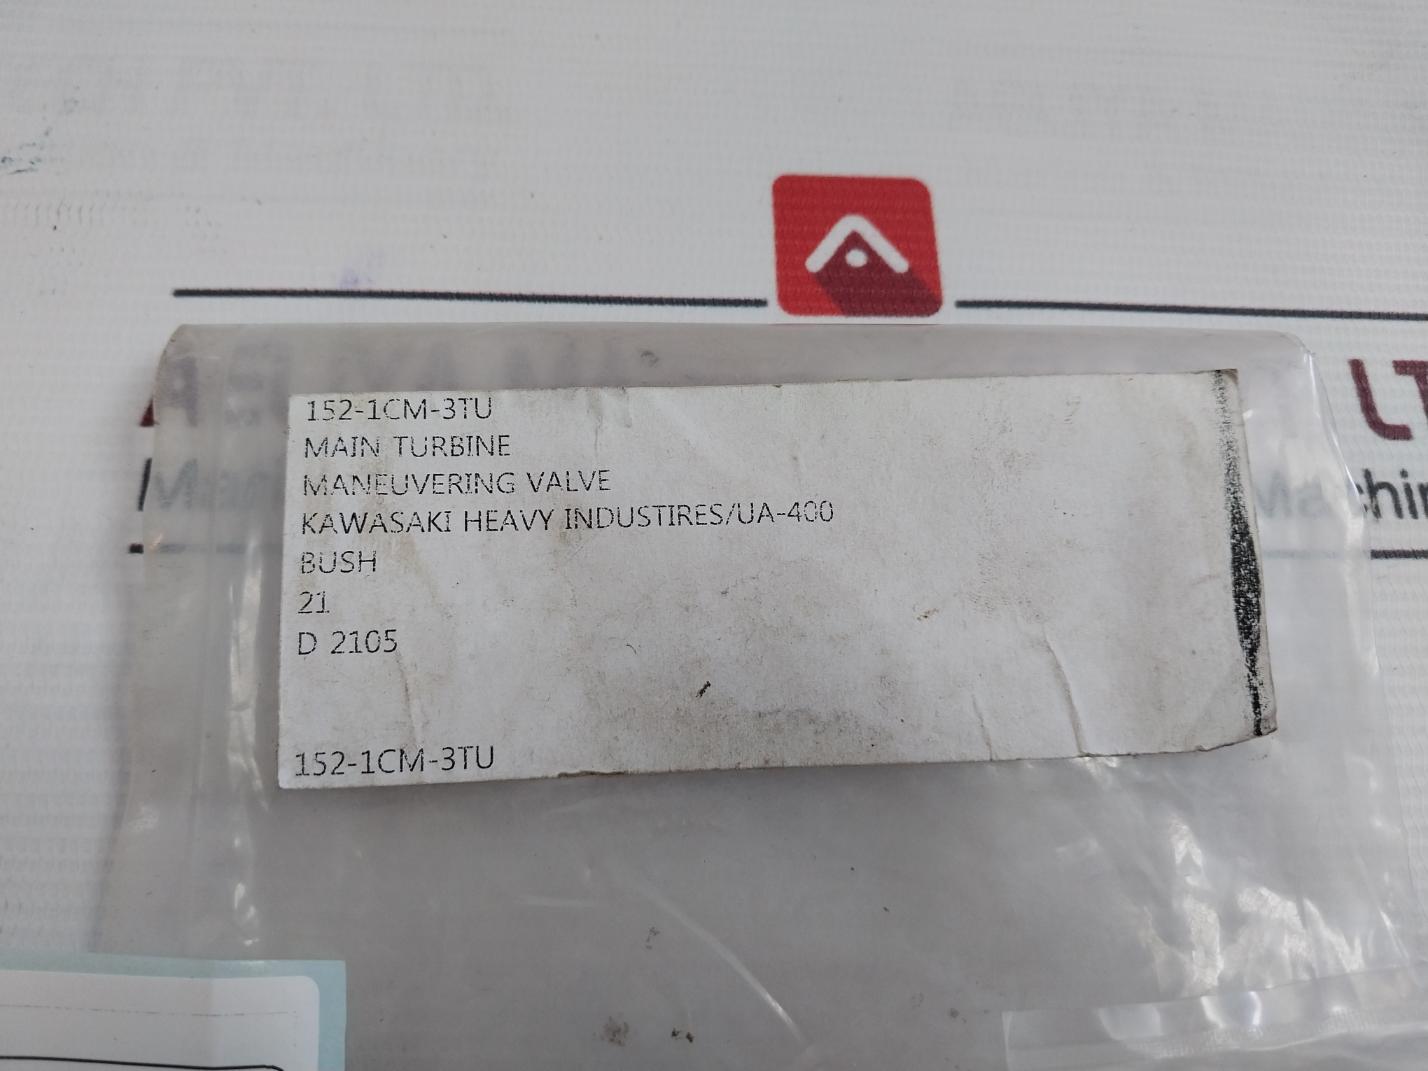 152-1CM-3TU
MAIN TURBINE
MANEUVERING VALVE
KAWASAKI HEAVY INDUSTIRES/UA-400
BUSH
21
D 2105
152-1CM-3TU